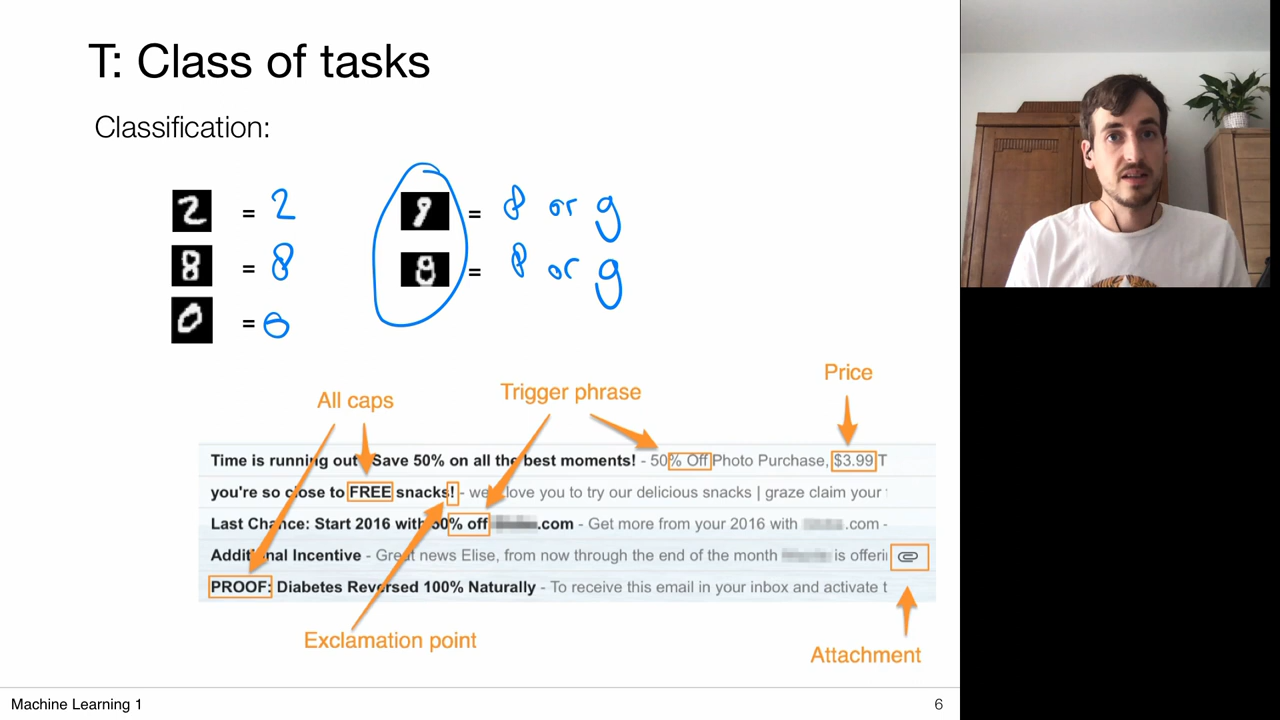 T: Class of tasks
Classification:
2 = 2
9 = 8 or 9
8 = 8
8 = 8 or 9
0 = 0
Price
Trigger phrase
All caps
Time is running out Save 50% on all the best moments! - 50% Off Photo Purchase, $3.99 T
you're so close to FREE snacks! - we love you to try our delicious snacks | graze claim your
Last Chance: Start 2016 with 50% off .com - Get more from your 2016 with .com -
Additional Incentive - Great news Elise, from now through the end of the month is offeri
PROOF: Diabetes Reversed 100% Naturally - To receive this email in your inbox and activate t
Exclamation point
Attachment
Machine Learning 1
6